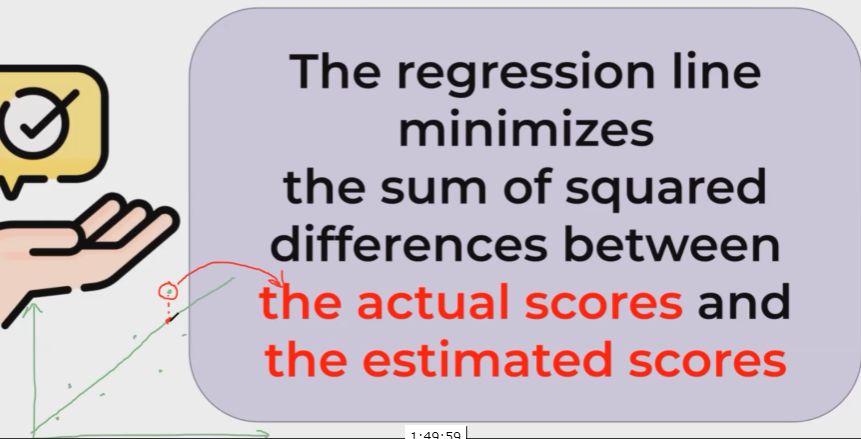 The regression line
minimizes
the sum of squared
differences between
the actual scores and
the estimated scores
1:49:59